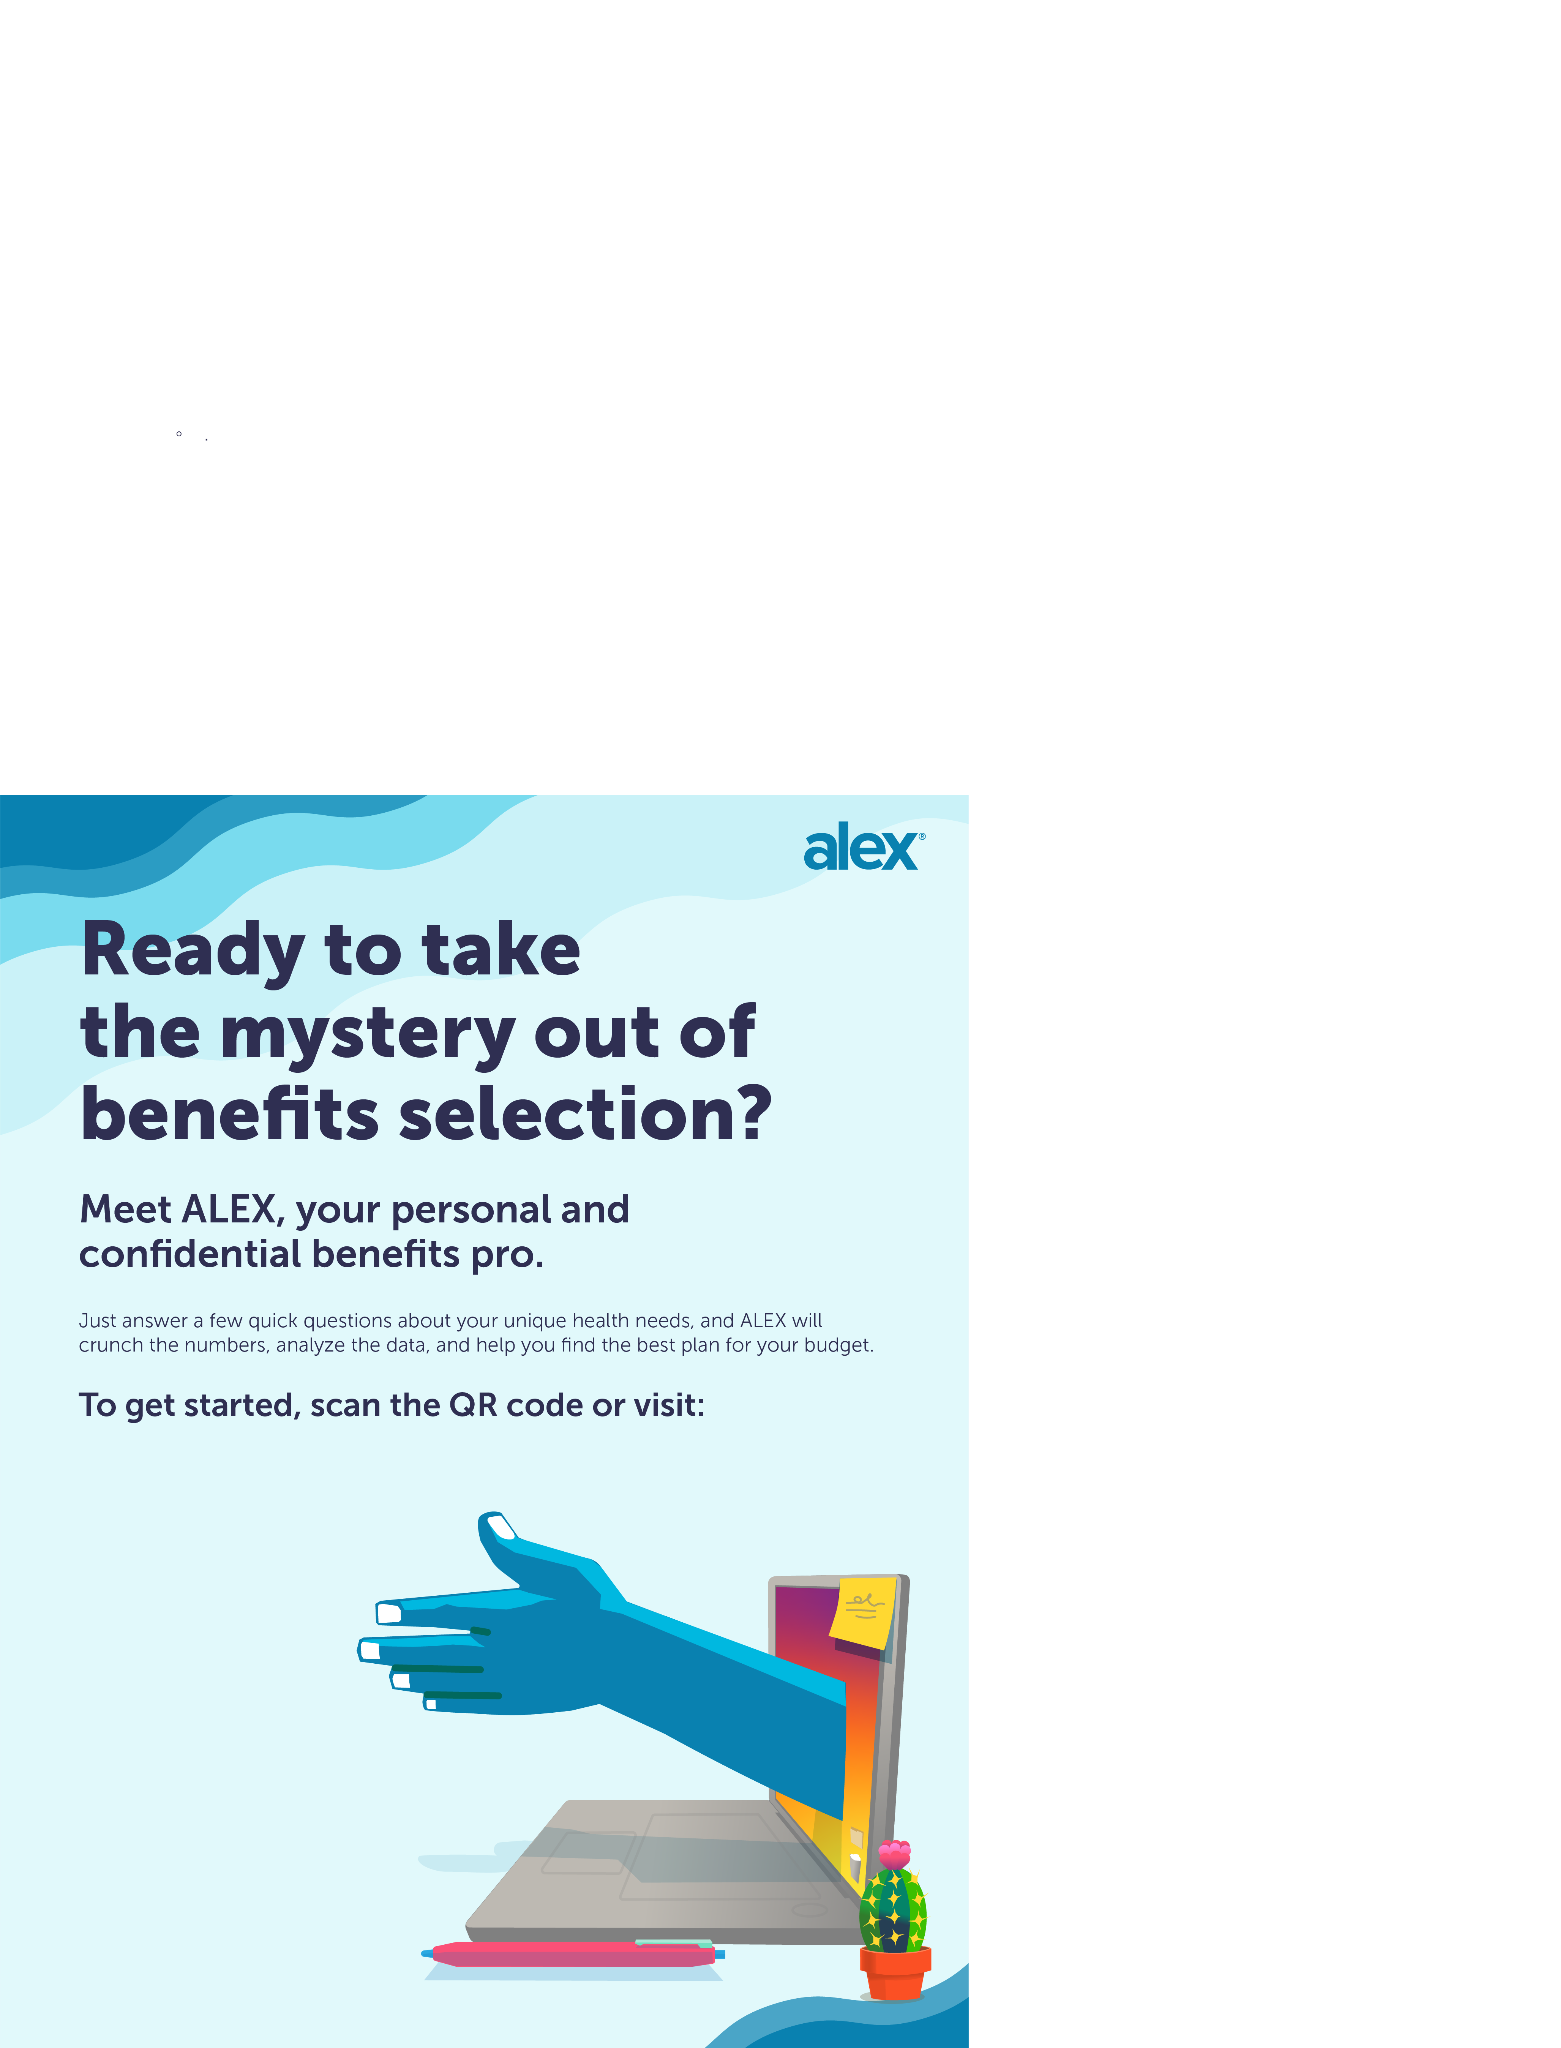 alex®
Ready to take
the mystery out of
benefits selection?
Meet ALEX, your personal and
confidential benefits pro.
Just answer a few quick questions about your unique health needs, and ALEX will
crunch the numbers, analyze the data, and help you find the best plan for your budget.
To get started, scan the QR code or visit: